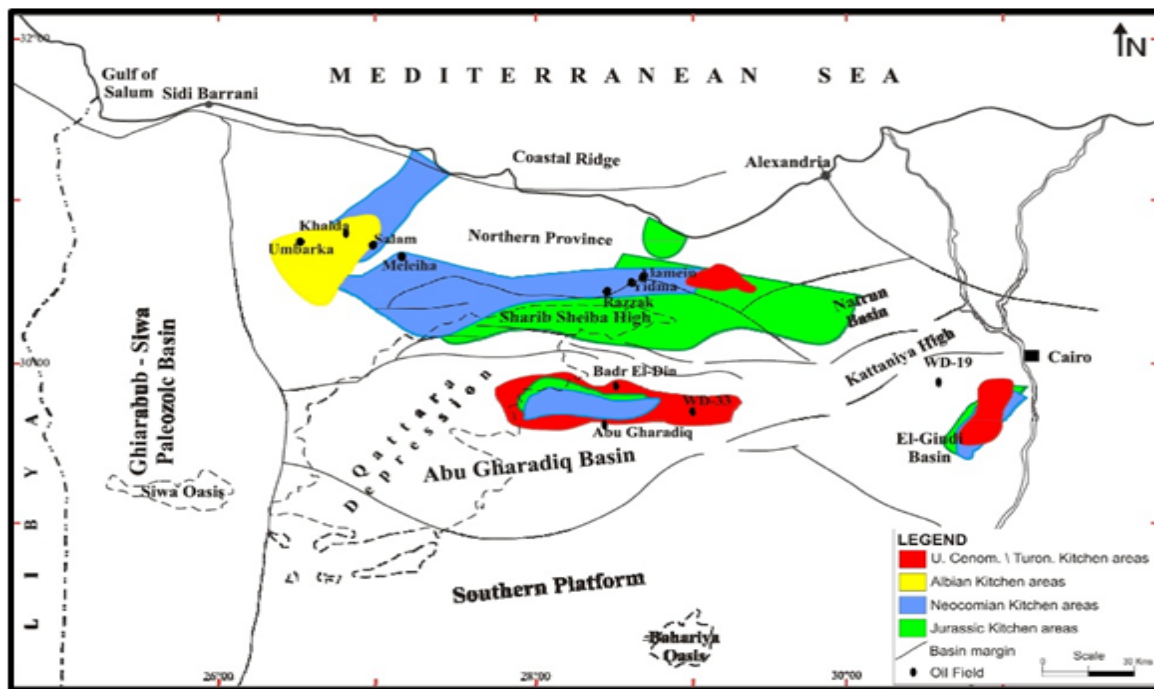 32°00'
N
Gulf of
Salum
Sidi Barrani
MEDITERRANEAN SEA
Coastal Ridge
Alexandria
Khalda
Umbarka
Salam
Meleiha
Northern Province
Alamein
Yidma
Razzak
Sharib Sheiba High
Natrun
Basin
30°00
Kattaniya High
WD-19
Cairo
Ghiarabub - Siwa
Paleozoic Basin
Qattara
Depression
Badr El-Din
WD-33
Abu Gharadiq
Abu Gharadiq Basin
El-Gindi
Basin
Siwa Oasis
LIBYA
Southern Platform
Bahariya
Oasis
LEGEND
U. Cenom. \ Turon. Kitchen areas
Albian Kitchen areas
Neocomian Kitchen areas
Jurassic Kitchen areas
Basin margin
Oil Field
Scale
0 30 Kms
26°00'
28°00
30°00